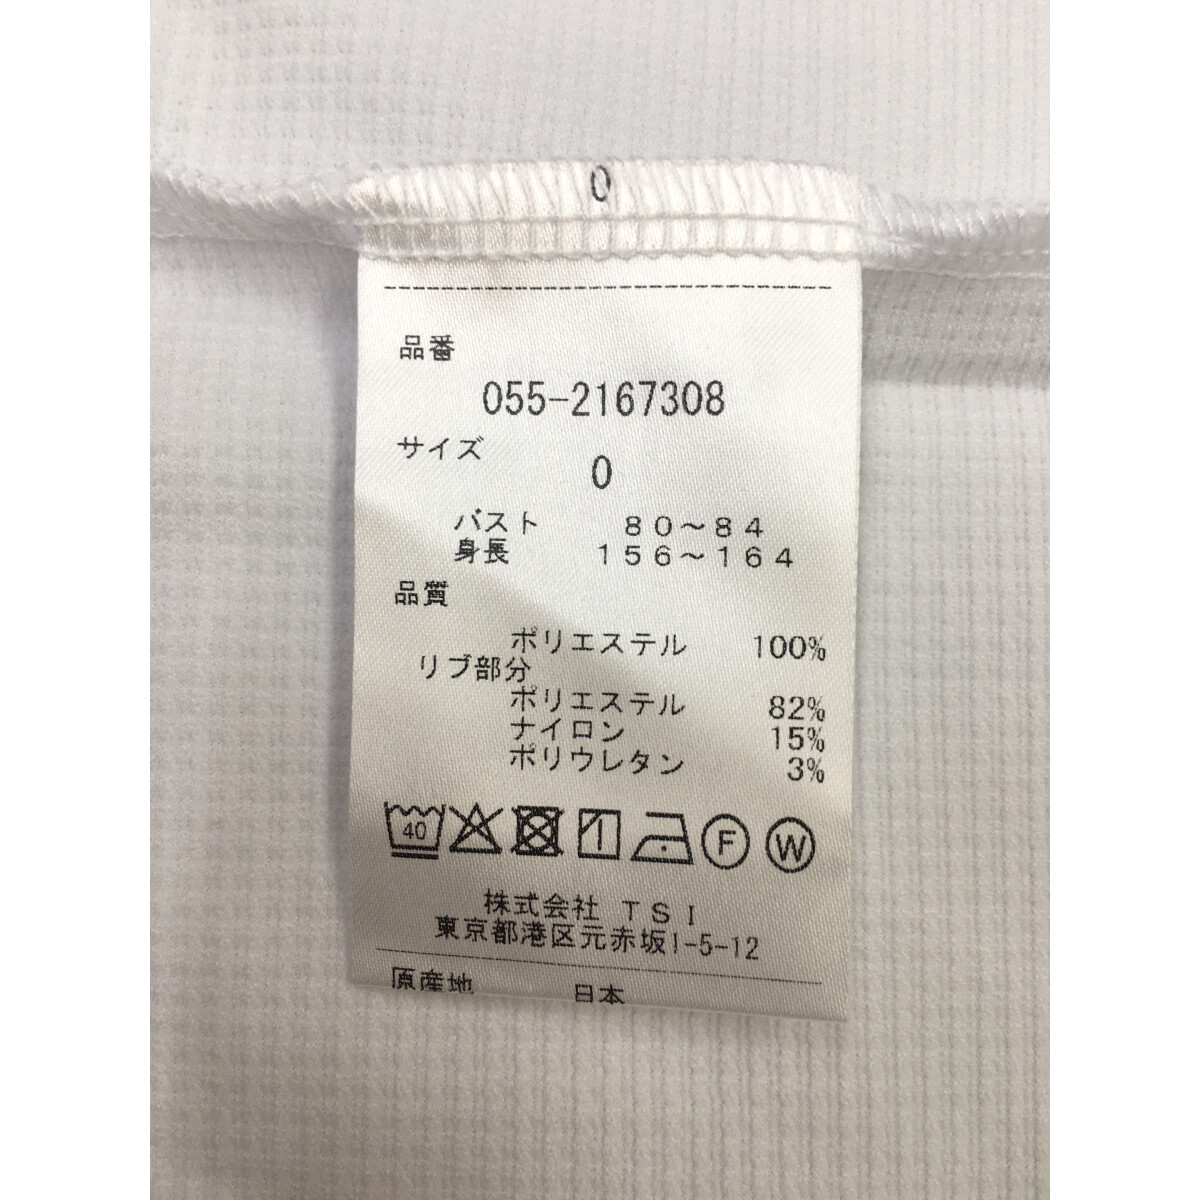 0
品番
055-2167308
サイズ
0
バスト 80～84
身長 156～164
品質
ポリエステル 100%
リブ部分
ポリエステル 82%
ナイロン 15%
ポリウレタン 3%
40 F W
株式会社 TSI
東京都港区元赤坂1-5-12
原産地 日本